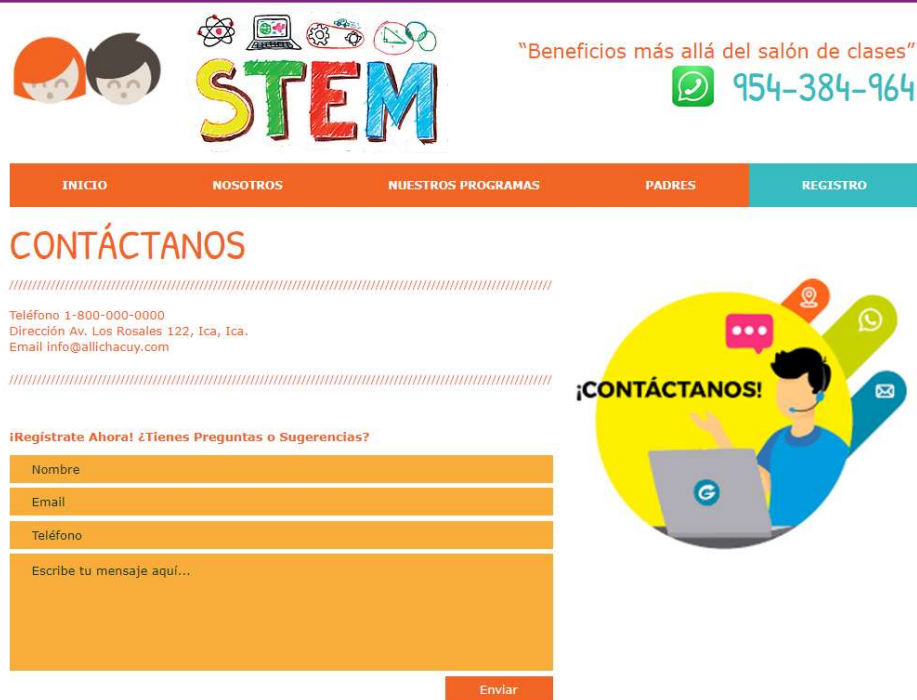 STEM
“Beneficios más allá del salón de clases”
954-384-964
INICIO NOSOTROS NUESTROS PROGRAMAS PADRES REGISTRO
CONTÁCTANOS
////////////////////////////////////////////////////////////////////////////////////////////////////////////////////////
Teléfono 1-800-000-0000
Dirección Av. Los Rosales 122, Ica, Ica.
Email info@allichacuy.com
////////////////////////////////////////////////////////////////////////////////////////////////////////////////////////
¡CONTÁCTANOS!
G
¡Regístrate Ahora! ¿Tienes Preguntas o Sugerencias?
Nombre
Email
Teléfono
Escribe tu mensaje aquí...
Enviar